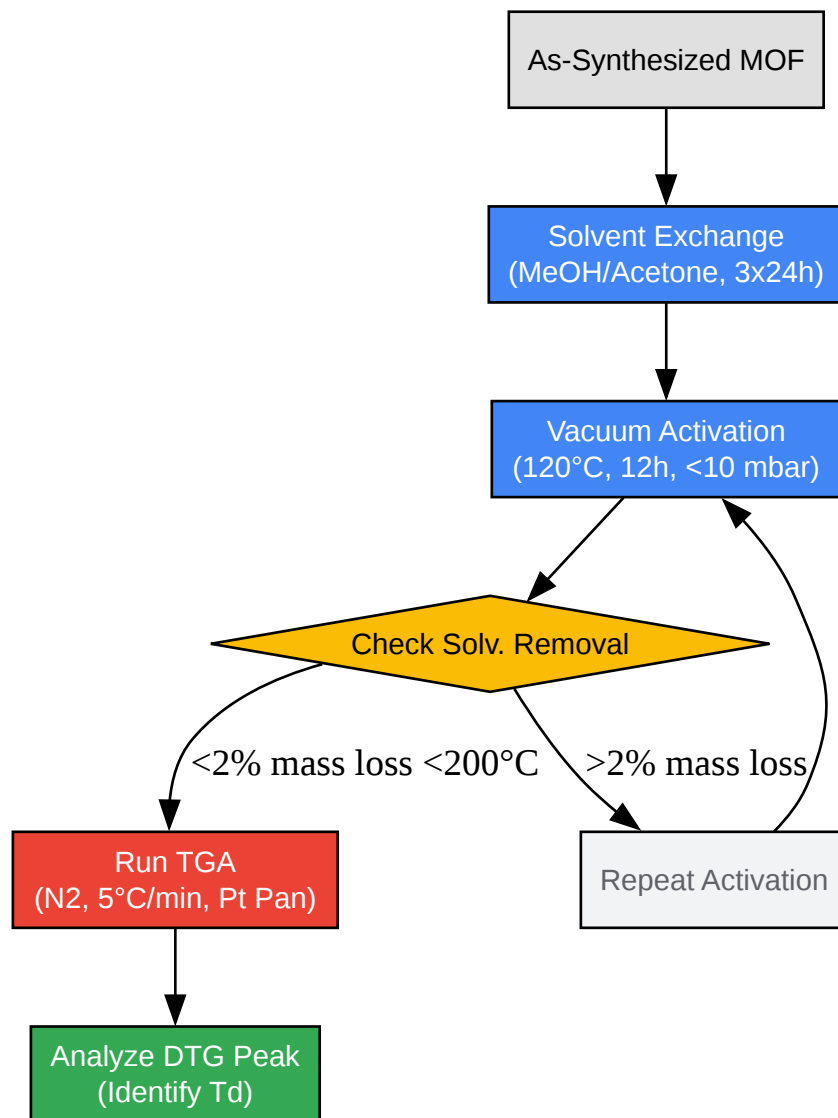 As-Synthesized MOF
Solvent Exchange
(MeOH/Acetone, 3x24h)
Vacuum Activation
(120°C, 12h, <10 mbar)
Check Solv. Removal
<2% mass loss <200°C
>2% mass loss
Run TGA
(N2, 5°C/min, Pt Pan)
Repeat Activation
Analyze DTG Peak
(Identify Td)